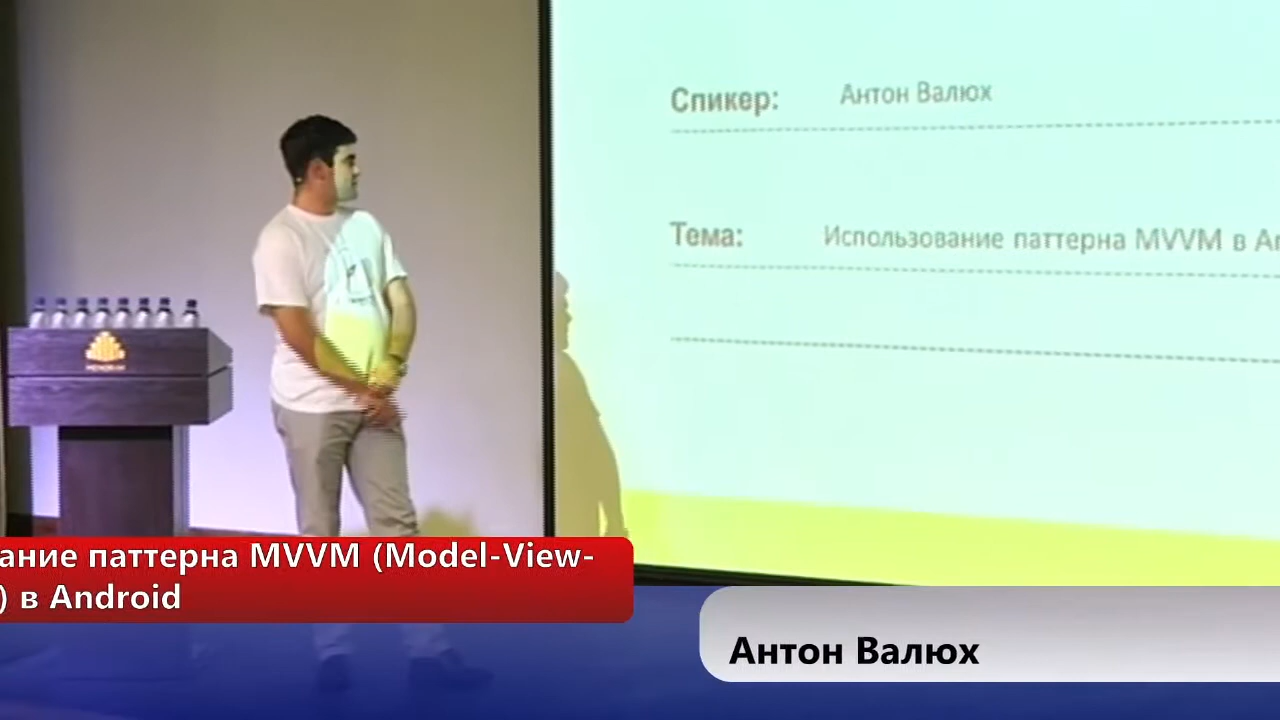 Спикер: Антон Валюх
Тема: Использование паттерна MVVM в
ание паттерна MVVM (Model-View-
) в Android
Антон Валюх